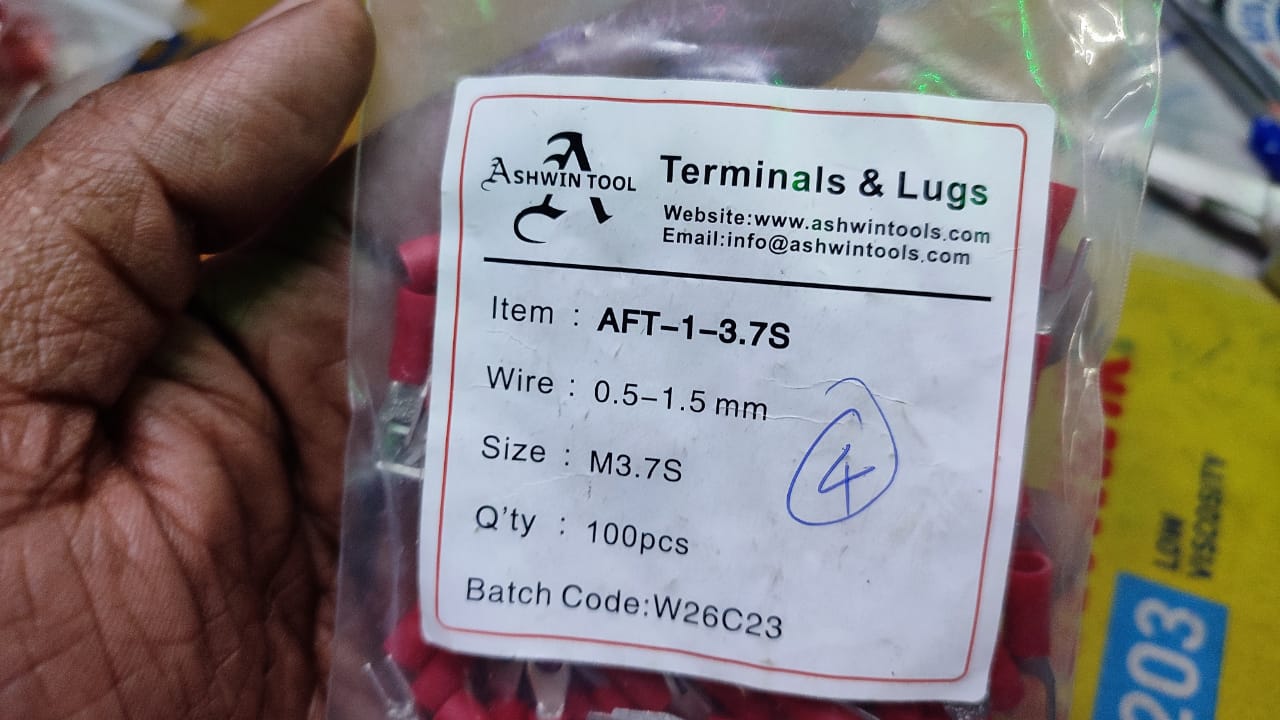 ASHWIN TOOL
Terminals & Lugs
Website:www.ashwintools.com
Email:info@ashwintools.com
Item : AFT-1-3.7S
Wire : 0.5-1.5 mm
Size : M3.7S
Q'ty : 100pcs
Batch Code:W26C23
4
LOW
VISCOSITY
203